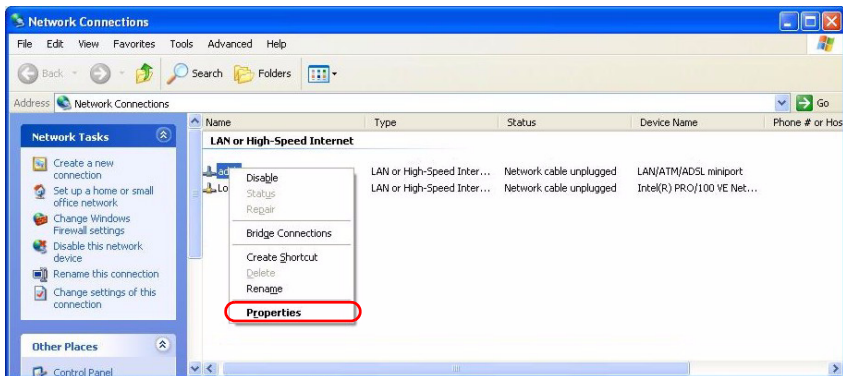 Network Connections
File Edit View Favorites Tools Advanced Help
Back Search Folders
Address Network Connections Go
Network Tasks
Create a new
connection
Set up a home or small
office network
Change Windows
Firewall settings
Disable this network
device
Rename this connection
Change settings of this
connection
Other Places
Control Panel
Name Type Status Device Name Phone # or Hos
LAN or High-Speed Internet
LAN or High-Speed Inter... Network cable unplugged LAN/ATM/ADSL miniport
Lo LAN or High-Speed Inter... Network cable unplugged Intel(R) PRO/100 VE Net...
Disable
Status
Repair
Bridge Connections
Create Shortcut
Delete
Rename
Properties